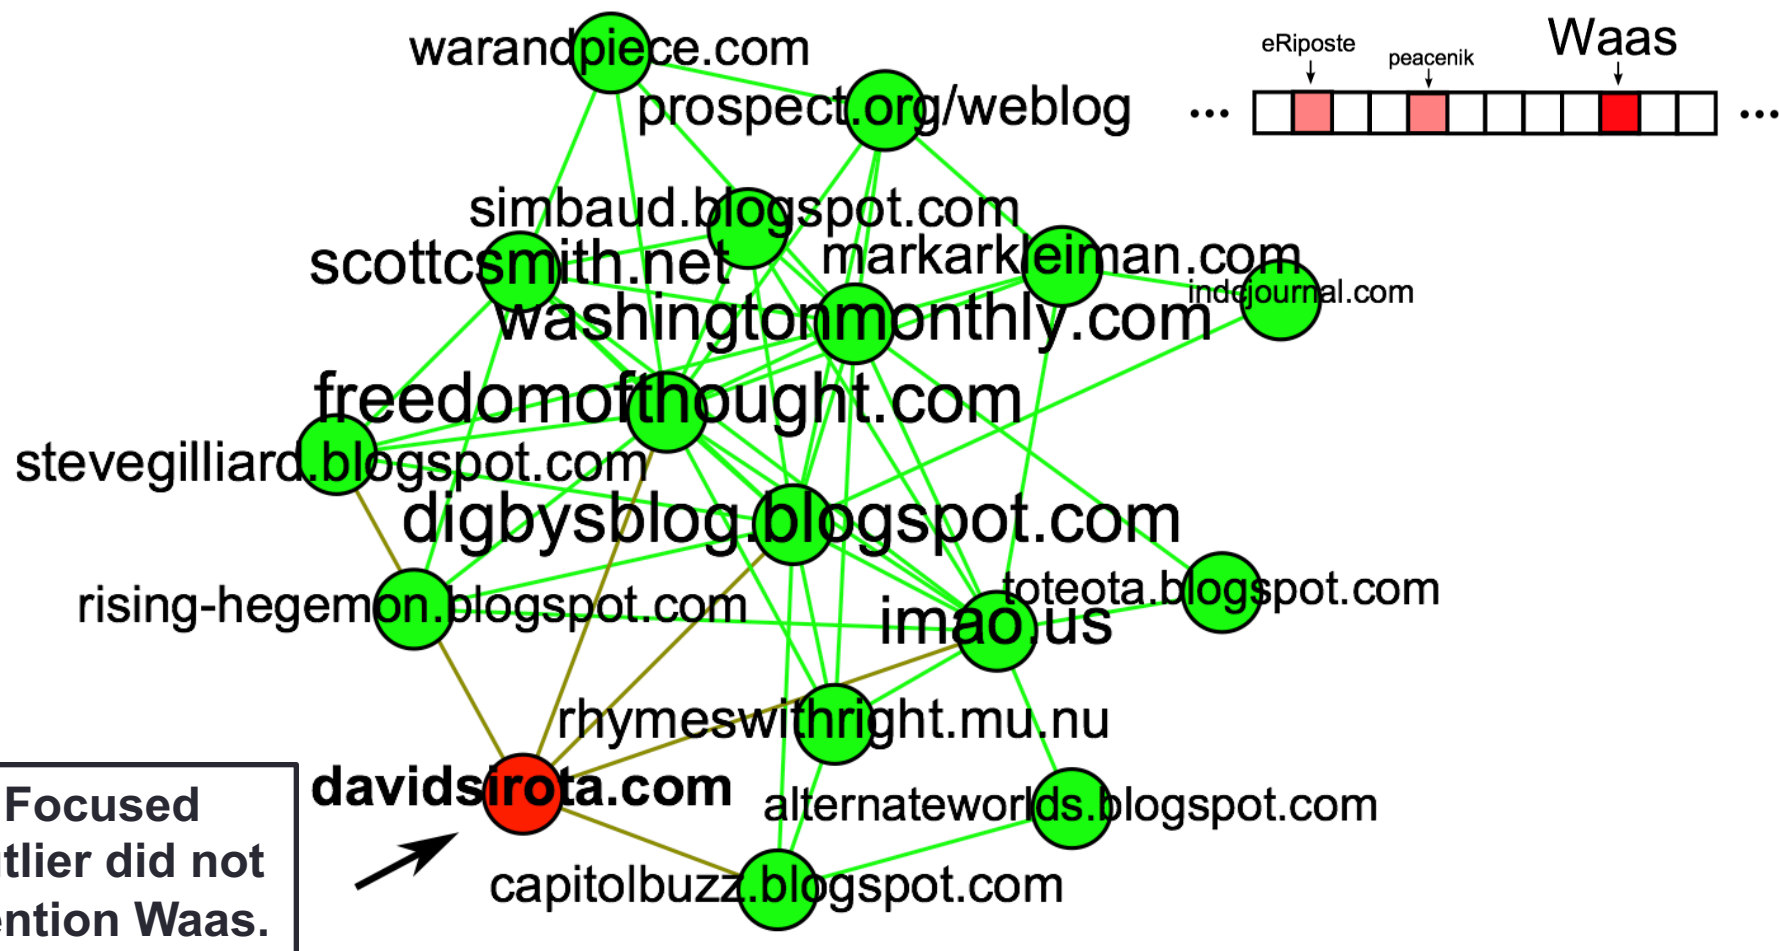 warandpiece.com
eRiposte
peacenik
Waas
prospect.org/weblog
...
...
simbaud.blogspot.com
scottcsmith.net
markarkleiman.com
indcjournal.com
washingtonmonthly.com
freedomofthought.com
stevegilliard.blogspot.com
digbysblog.blogspot.com
rising-hegemon.blogspot.com
toteota.blogspot.com
imao.us
rhymeswithright.mu.nu
davidsirota.com
alternateworlds.blogspot.com
capitolbuzz.blogspot.com
Focused
tlier did not
ention Waas.